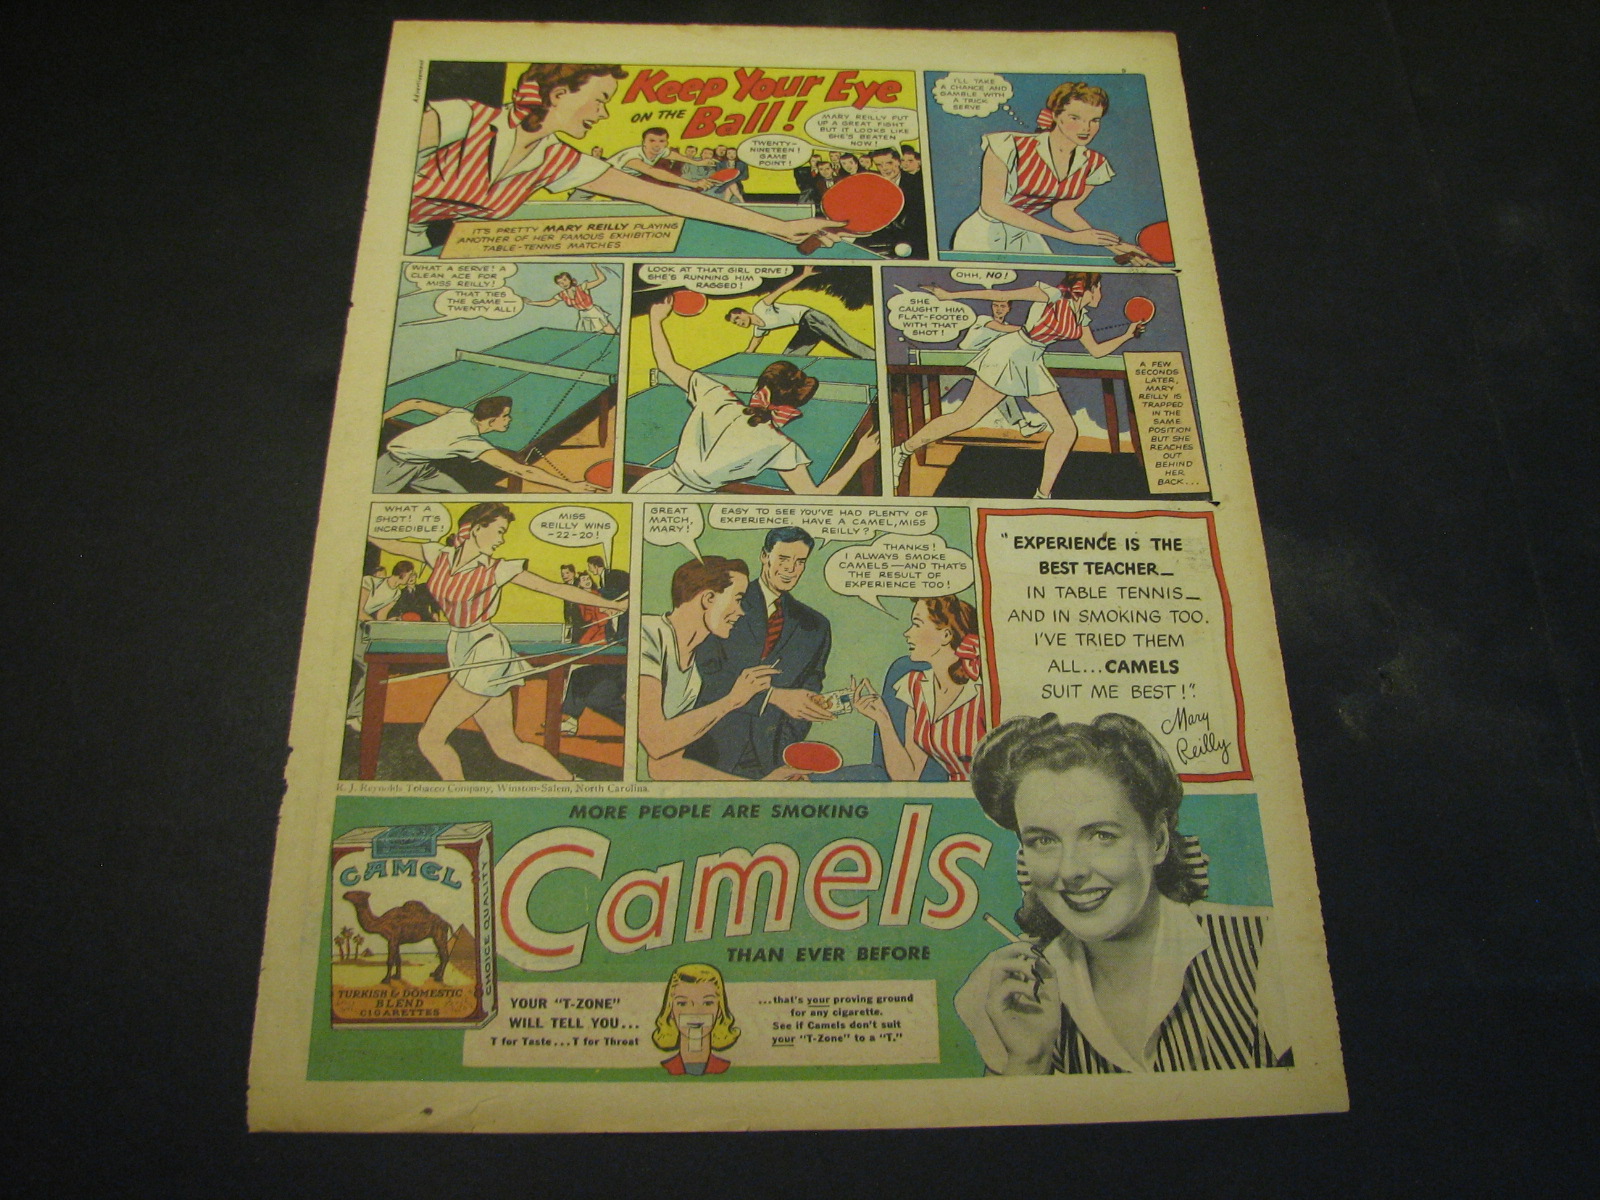 Advertisement
9
Keep Your Eye
ON THE Ball!
TWENTY-
NINETEEN!
GAME
POINT!
MARY REILLY PUT
UP A GREAT FIGHT
BUT IT LOOKS LIKE
SHE'S BEATEN
NOW!
IT'S PRETTY MARY REILLY PLAYING
ANOTHER OF HER FAMOUS EXHIBITION
TABLE-TENNIS MATCHES
I'LL TAKE
A CHANCE AND
GAMBLE WITH
A TRICK
SERVE
WHAT A SERVE! A
CLEAN ACE FOR
MISS REILLY!
THAT TIES
THE GAME—
TWENTY ALL!
LOOK AT THAT GIRL DRIVE!
SHE'S RUNNING HIM
RAGGED!
OHH, NO!
SHE
CAUGHT HIM
FLAT-FOOTED
WITH THAT
SHOT!
A FEW
SECONDS
LATER,
MARY
REILLY IS
TRAPPED
IN THE
SAME
POSITION
BUT SHE
REACHES
OUT
BEHIND
HER
BACK...
WHAT A
SHOT! IT'S
INCREDIBLE!
MISS
REILLY WINS
-22-20!
GREAT
MATCH,
MARY!
EASY TO SEE YOU'VE HAD PLENTY OF
EXPERIENCE. HAVE A CAMEL, MISS
REILLY?
THANKS!
I ALWAYS SMOKE
CAMELS—AND THAT'S
THE RESULT OF
EXPERIENCE TOO!
"EXPERIENCE IS THE
BEST TEACHER—
IN TABLE TENNIS—
AND IN SMOKING TOO.
I'VE TRIED THEM
ALL...CAMELS
SUIT ME BEST!"
Mary
Reilly
R. J. Reynolds Tobacco Company, Winston-Salem, North Carolina
MORE PEOPLE ARE SMOKING
Camels
THAN EVER BEFORE
CAMEL
CHOICE QUALITY
TURKISH & DOMESTIC
BLEND
CIGARETTES
YOUR "T-ZONE"
WILL TELL YOU...
T for Taste...T for Throat
...that's your proving ground
for any cigarette.
See if Camels don't suit
your "T-Zone" to a "T."